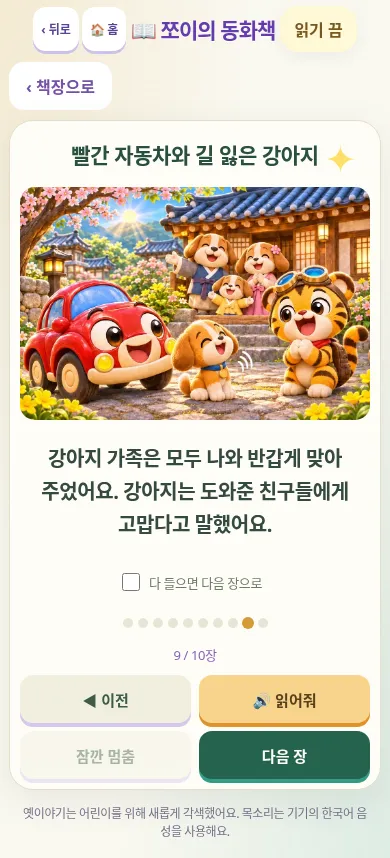 ‹ 뒤로 🏠 홈 📖 쪼이의 동화책 읽기 끔
‹ 책장으로
빨간 자동차와 길 잃은 강아지
강아지 가족은 모두 나와 반갑게 맞아
주었어요. 강아지는 도와준 친구들에게
고맙다고 말했어요.
다 들으면 다음 장으로
9 / 10장
◀ 이전 🔊 읽어줘
잠깐 멈춤 다음 장
옛이야기는 어린이를 위해 새롭게 각색했어요. 목소리는 기기의 한국어 음
성을 사용해요.